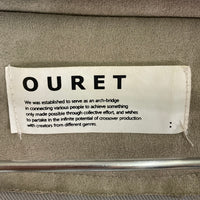 OURET
We was established to serve as an arch-bridge
in connecting various people to achieve something
only made possible through collective effort, and wishes
to partake in the infinite potential of crossover production
with creators from different genrers.